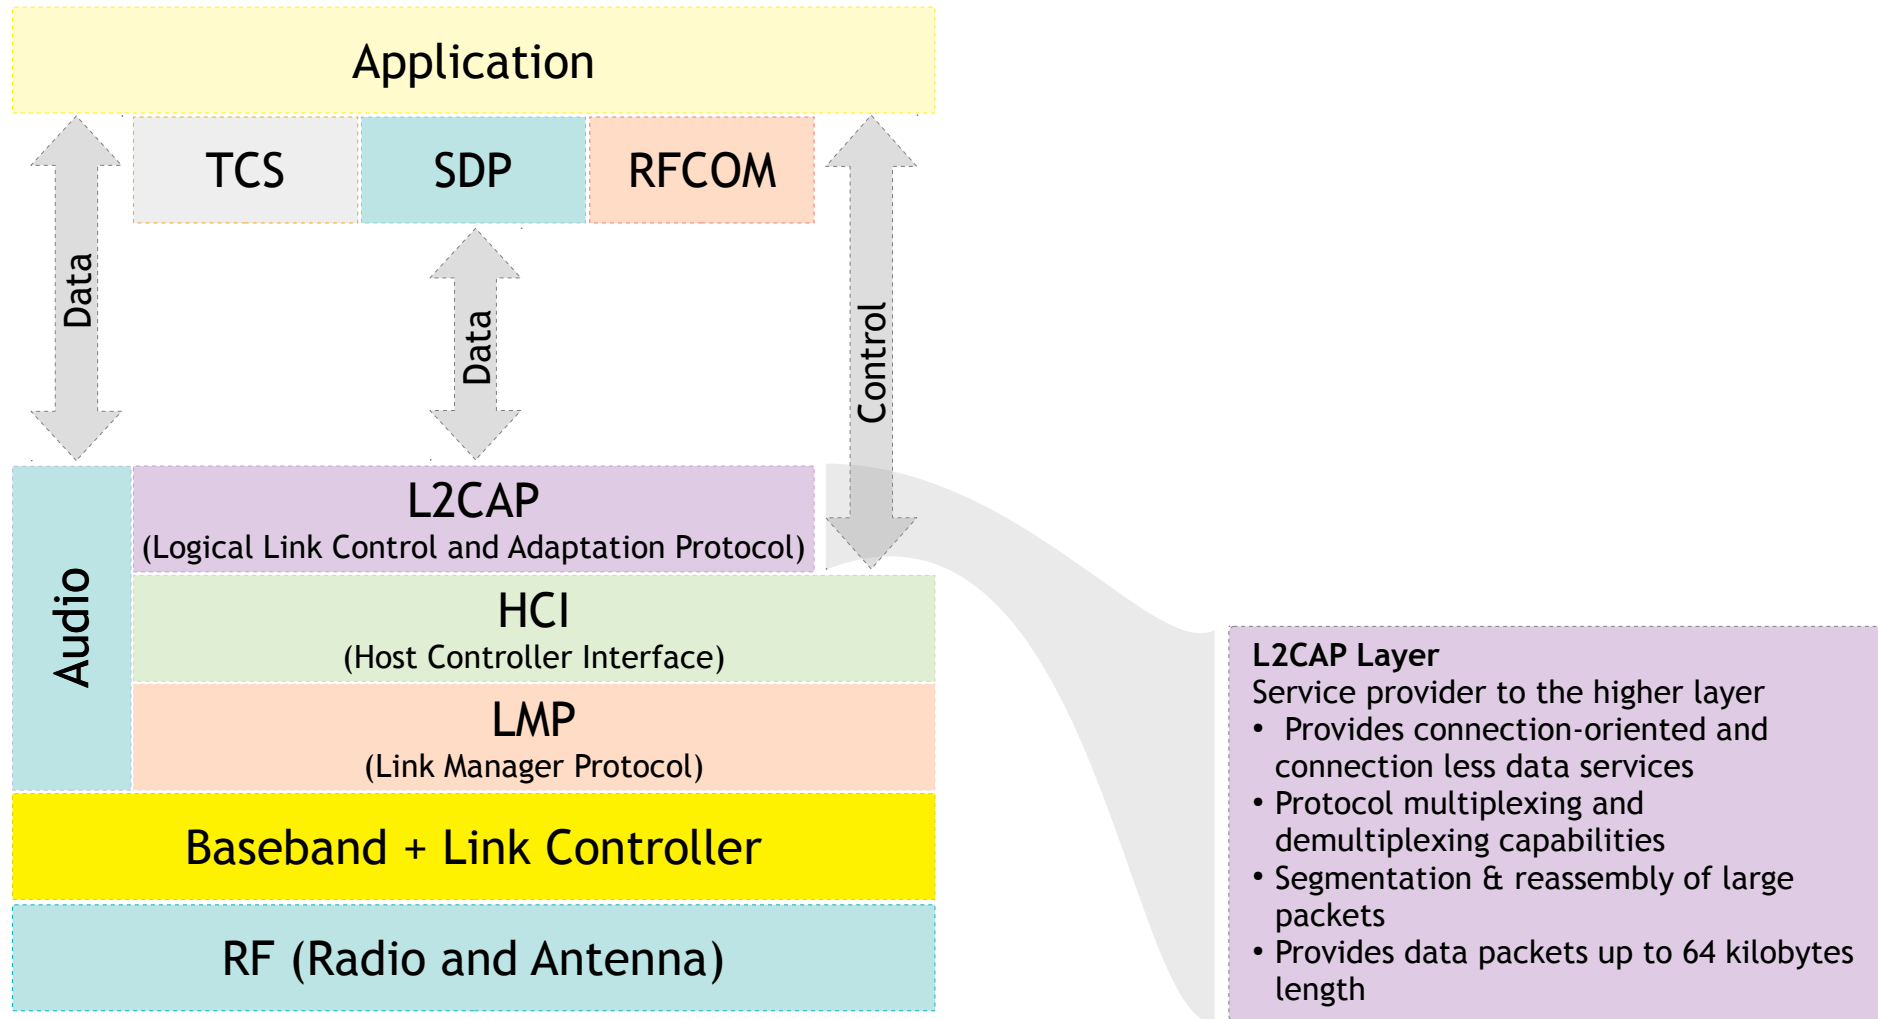 Application
TCS
SDP
RFCOM
Data
Data
Control
Audio
L2CAP
(Logical Link Control and Adaptation Protocol)
HCI
(Host Controller Interface)
LMP
(Link Manager Protocol)
Baseband + Link Controller
RF (Radio and Antenna)
L2CAP Layer
Service provider to the higher layer
• Provides connection-oriented and
connection less data services
• Protocol multiplexing and
demultiplexing capabilities
• Segmentation & reassembly of large
packets
• Provides data packets up to 64 kilobytes
length